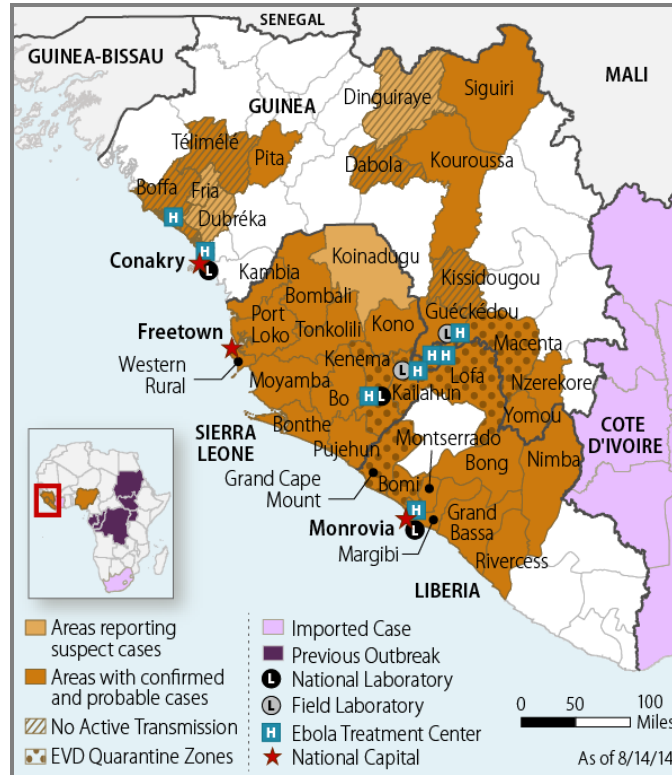 SENEGAL
GUINEA-BISSAU
MALI
GUINEA
Dinguiraye
Siguiri
Télimélé
Pita
Dabola
Kouroussa
Boffa
Fria
H
Dubréka
H
Conakry
L
Kambia
Koinadugu
Kissidougou
Bombali
Port
Loko
Guéckédou
L H
Macenta
Freetown
Tonkolili
Kono
Western
Rural
Kenema
H H
L H
Lofa
Nzerekore
Moyamba
Bo
H L
Kailahun
Yomou
COTE
D'IVOIRE
SIERRA
LEONE
Bonthe
Pujehun
Montserrado
Bong
Nimba
Grand Cape
Mount
Bomi
H
Monrovia
L
Grand
Bassa
Margibi
Rivercess
LIBERIA
Areas reporting
suspect cases
Areas with confirmed
and probable cases
No Active Transmission
EVD Quarantine Zones
Imported Case
Previous Outbreak
L National Laboratory
L Field Laboratory
H Ebola Treatment Center
National Capital
0 50 100
Miles
As of 8/14/14